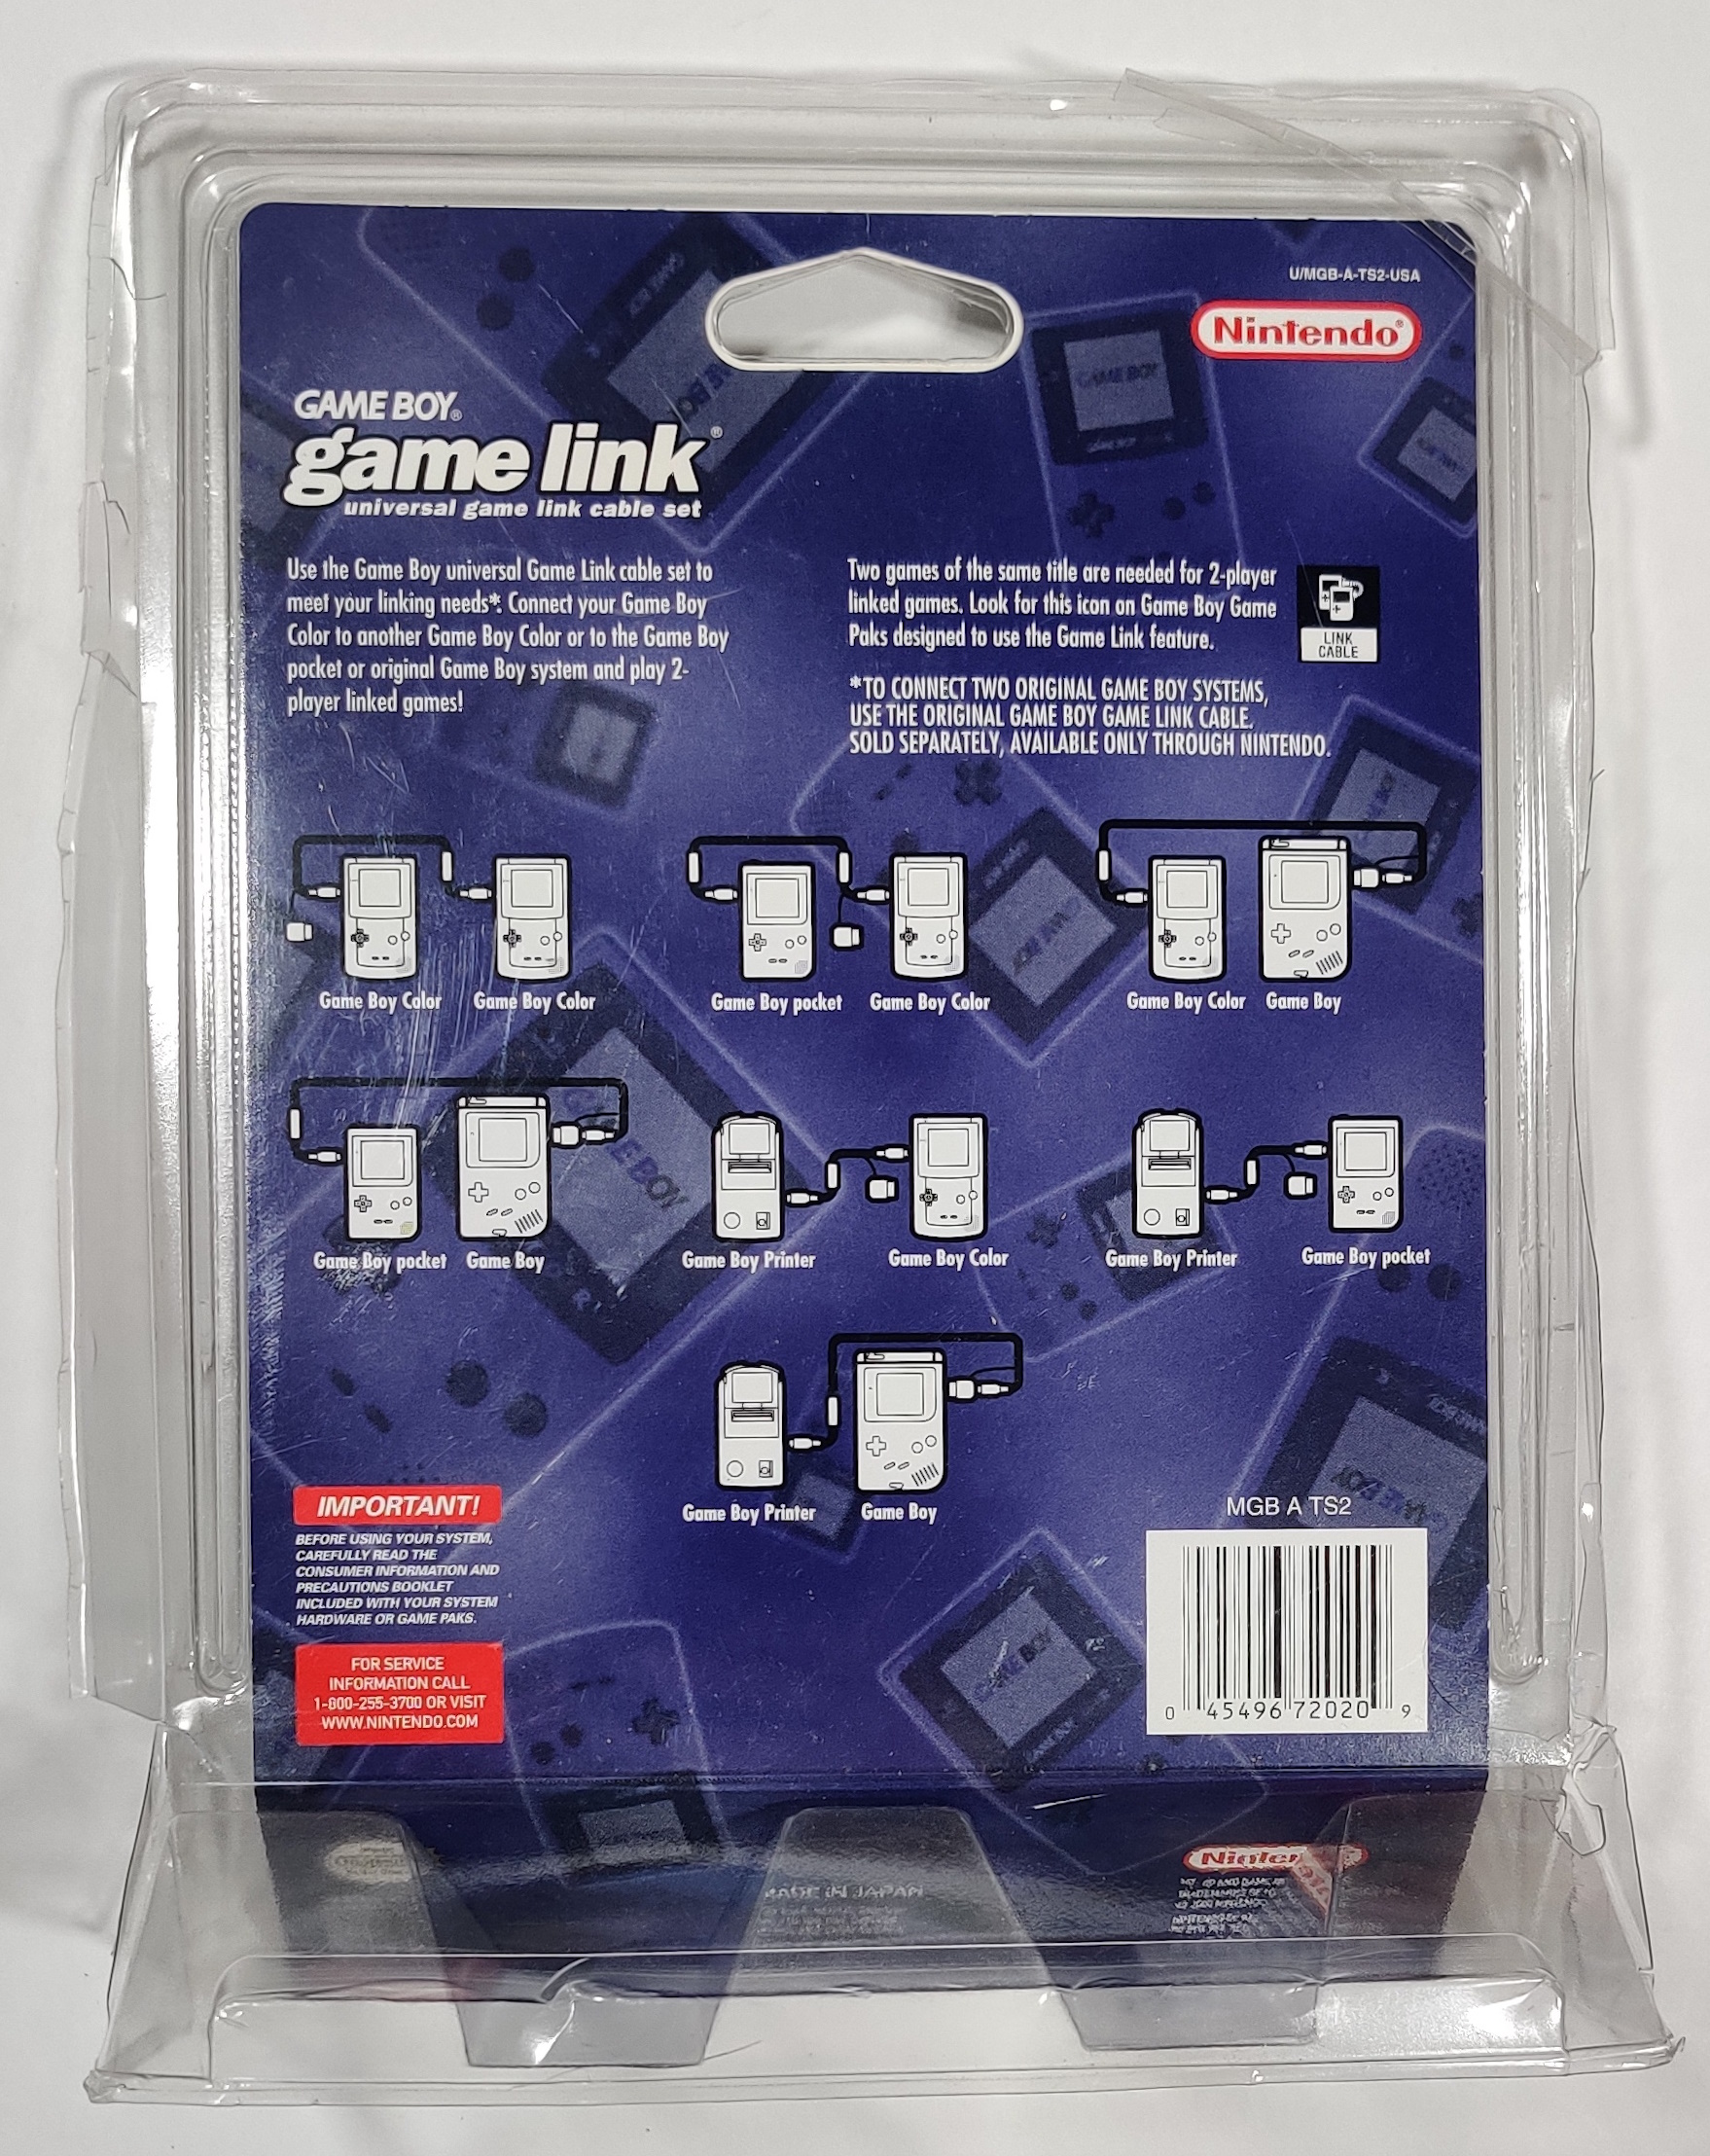 U/MGB-A-TS2-USA
Nintendo®
GAME BOY®
game link®
universal game link cable set
Use the Game Boy universal Game Link cable set to
meet your linking needs*. Connect your Game Boy
Color to another Game Boy Color or to the Game Boy
pocket or original Game Boy system and play 2-
player linked games!
Two games of the same title are needed for 2-player
linked games. Look for this icon on Game Boy Game
Paks designed to use the Game Link feature.
LINK
CABLE
*TO CONNECT TWO ORIGINAL GAME BOY SYSTEMS,
USE THE ORIGINAL GAME BOY GAME LINK CABLE.
SOLD SEPARATELY, AVAILABLE ONLY THROUGH NINTENDO.
Game Boy Color Game Boy Color
Game Boy pocket Game Boy Color
Game Boy Color Game Boy
Game Boy pocket Game Boy
Game Boy Printer Game Boy Color
Game Boy Printer Game Boy pocket
Game Boy Printer Game Boy
IMPORTANT!
BEFORE USING YOUR SYSTEM,
CAREFULLY READ THE
CONSUMER INFORMATION AND
PRECAUTIONS BOOKLET
INCLUDED WITH YOUR SYSTEM
HARDWARE OR GAME PAKS.
FOR SERVICE
INFORMATION CALL
1-800-255-3700 OR VISIT
WWW.NINTENDO.COM
MGB A TS2
0 45496 72020 9
MADE IN JAPAN